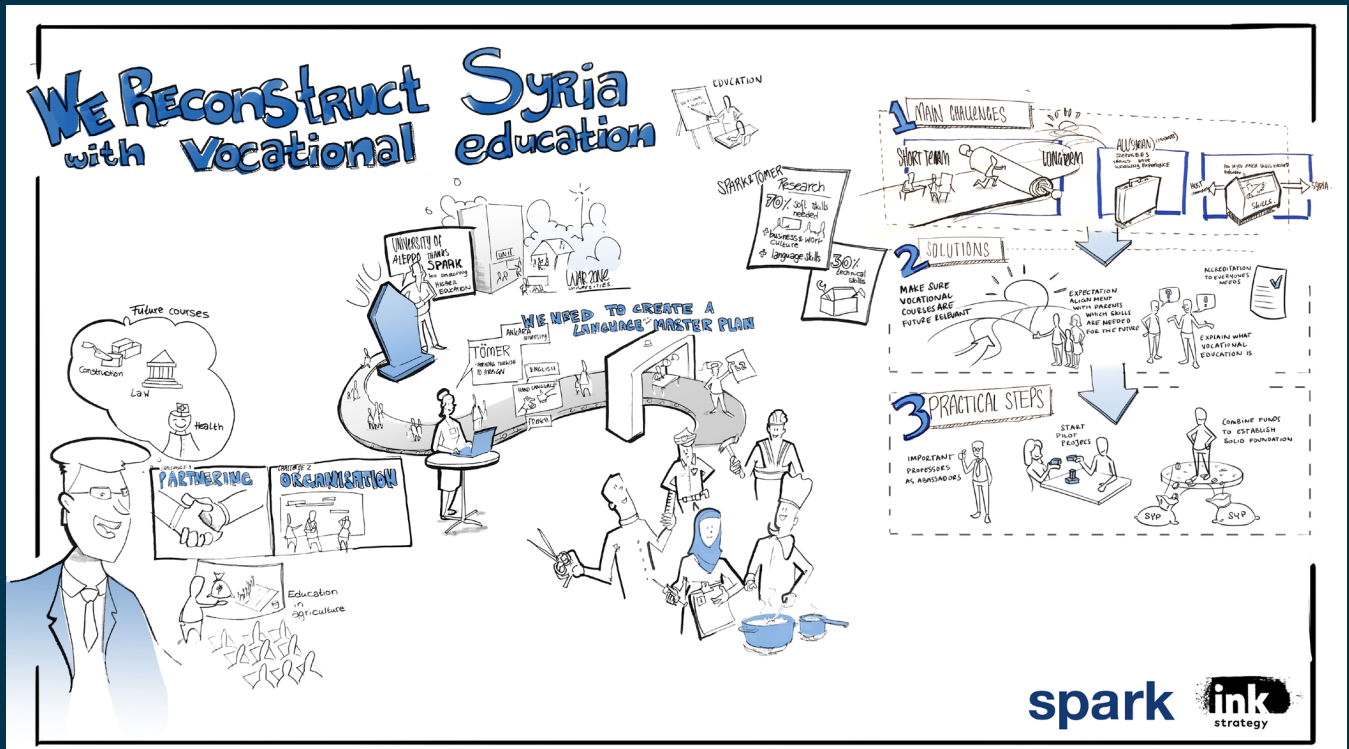 WE RECONSTRUCT SYRIA
with vocational education
EDUCATION
SPARK & TÖMER
Research
70% soft skills
needed
business & work
culture
language skills
30%
technical
skills
UNIVERSITY OF
ALEPPO THANKS
SPARK
HIGHER
EDUCATION
WAR ZONE
UNIVERSITIES.
WE NEED TO CREATE A
LANGUAGE MASTER PLAN
ANKARA
UNIVERSITY
TÖMER
ENGLISH
HAND LANGUAGE
FRENCH
Future courses
Construction
Law
Health
CHALLENGE 1
PARTNERING
CHALLENGE 2
ORGANISATION
Education
in
agriculture
1 MAIN CHALLENGES
SHORT TERM
LONGTERM
ALL (SYRIAN)
HOST
SKILLS
SYRIA
2 SOLUTIONS
MAKE SURE
VOCATIONAL
COURSES ARE
FUTURE RELEVANT
EXPECTATION
ALIGNMENT
WITH PARENTS
WHICH SKILLS
ARE NEEDED
FOR THE FUTURE
? !
ACCREDITATION
TO EVERYONES
NEEDS
EXPLAIN WHAT
VOCATIONAL
EDUCATION IS
3 PRACTICAL STEPS
IMPORTANT
PROFESSORS
AS ABASSADORS
START
PILOT
PROJECS
COMBINE FUNDS
TO ESTABLISH
SOLID FOUNDATION
SYP
SYP
spark
ink
strategy